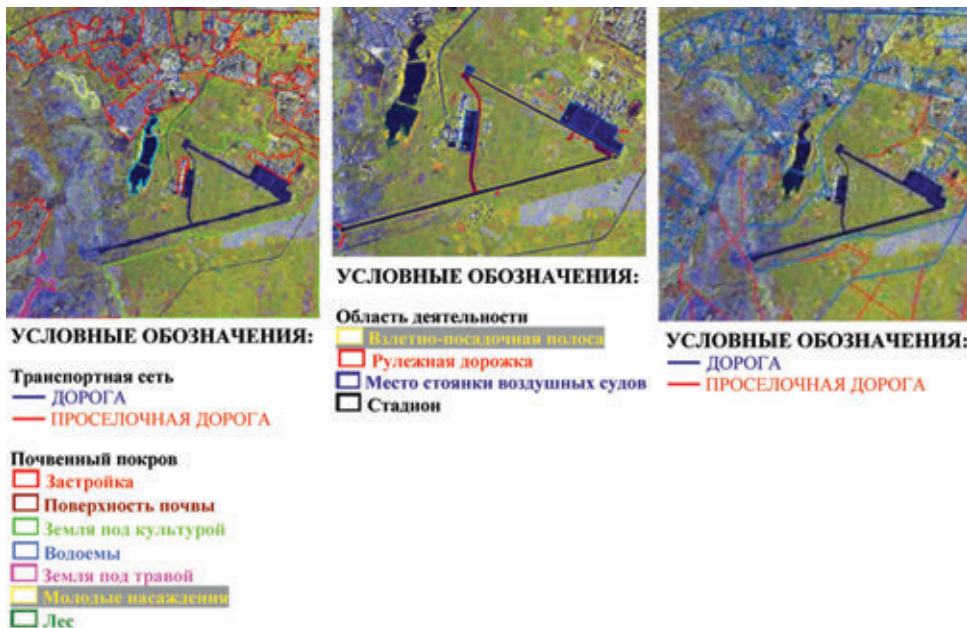 УСЛОВНЫЕ ОБОЗНАЧЕНИЯ:
Транспортная сеть
ДОРОГА
ПРОСЕЛОЧНАЯ ДОРОГА
Почвенный покров
Застройка
Поверхность почвы
Земля под культурой
Водоемы
Земля под травой
Молодые насаждения
Лес
УСЛОВНЫЕ ОБОЗНАЧЕНИЯ:
Область деятельности
Взлетно-посадочная полоса
Рулежная дорожка
Место стоянки воздушных судов
Стадион
УСЛОВНЫЕ ОБОЗНАЧЕНИЯ:
ДОРОГА
ПРОСЕЛОЧНАЯ ДОРОГА